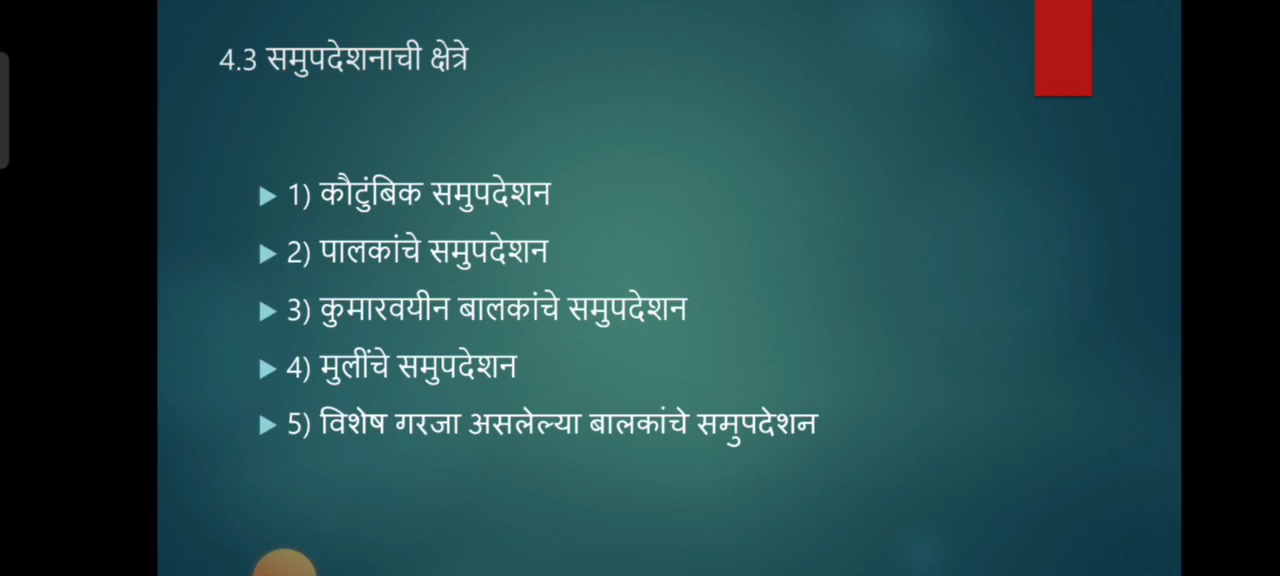 4.3 समुपदेशनाची क्षेत्रे
1) कौटुंबिक समुपदेशन
2) पालकांचे समुपदेशन
3) कुमारवयीन बालकांचे समुपदेशन
4) मुलींचे समुपदेशन
5) विशेष गरजा असलेल्या बालकांचे समुपदेशन